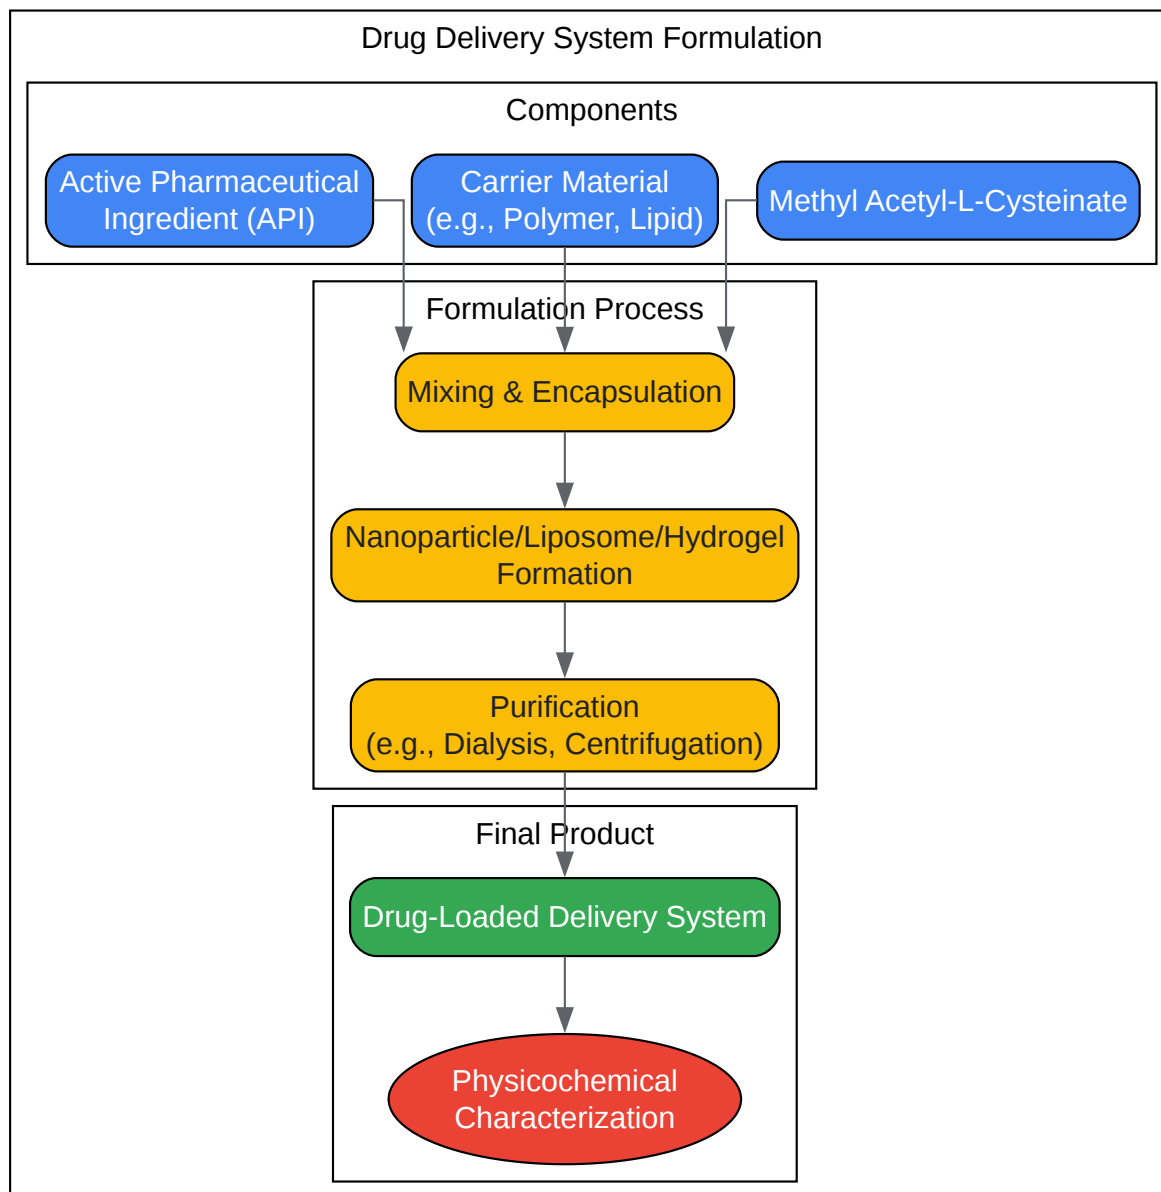 Drug Delivery System Formulation
Components
Active Pharmaceutical
Ingredient (API)
Carrier Material
(e.g., Polymer, Lipid)
Methyl Acetyl-L-Cysteinate
Formulation Process
Mixing & Encapsulation
Nanoparticle/Liposome/Hydrogel
Formation
Purification
(e.g., Dialysis, Centrifugation)
Final Product
Drug-Loaded Delivery System
Physicochemical
Characterization